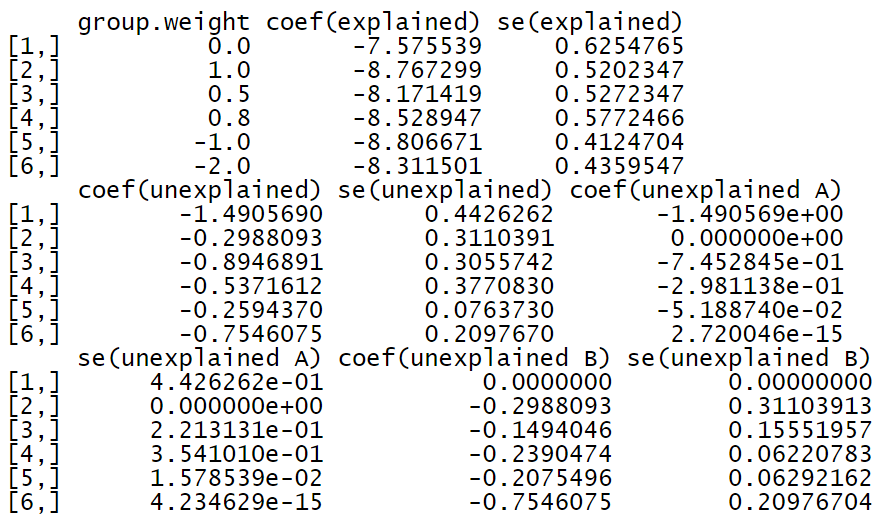 group.weight coef(explained) se(explained)
[1,] 0.0 -7.575539 0.6254765
[2,] 1.0 -8.767299 0.5202347
[3,] 0.5 -8.171419 0.5272347
[4,] 0.8 -8.528947 0.5772466
[5,] -1.0 -8.806671 0.4124704
[6,] -2.0 -8.311501 0.4359547
coef(unexplained) se(unexplained) coef(unexplained A)
[1,] -1.4905690 0.4426262 -1.490569e+00
[2,] -0.2988093 0.3110391 0.000000e+00
[3,] -0.8946891 0.3055742 -7.452845e-01
[4,] -0.5371612 0.3770830 -2.981138e-01
[5,] -0.2594370 0.0763730 -5.188740e-02
[6,] -0.7546075 0.2097670 2.720046e-15
se(unexplained A) coef(unexplained B) se(unexplained B)
[1,] 4.426262e-01 0.0000000 0.00000000
[2,] 0.000000e+00 -0.2988093 0.31103913
[3,] 2.213131e-01 -0.1494046 0.15551957
[4,] 3.541010e-01 -0.2390474 0.06220783
[5,] 1.578539e-02 -0.2075496 0.06292162
[6,] 4.234629e-15 -0.7546075 0.20976704